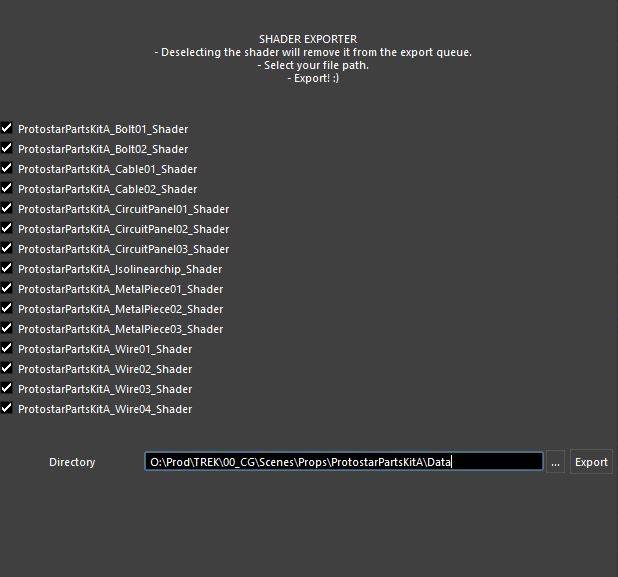 SHADER EXPORTER
- Deselecting the shader will remove it from the export queue.
- Select your file path.
- Export! :)
ProtostarPartsKitA_Bolt01_Shader
ProtostarPartsKitA_Bolt02_Shader
ProtostarPartsKitA_Cable01_Shader
ProtostarPartsKitA_Cable02_Shader
ProtostarPartsKitA_CircuitPanel01_Shader
ProtostarPartsKitA_CircuitPanel02_Shader
ProtostarPartsKitA_CircuitPanel03_Shader
ProtostarPartsKitA_Isolinearchip_Shader
ProtostarPartsKitA_MetalPiece01_Shader
ProtostarPartsKitA_MetalPiece02_Shader
ProtostarPartsKitA_MetalPiece03_Shader
ProtostarPartsKitA_Wire01_Shader
ProtostarPartsKitA_Wire02_Shader
ProtostarPartsKitA_Wire03_Shader
ProtostarPartsKitA_Wire04_Shader
Directory O:\Prod\TREK\00_CG\Scenes\Props\ProtostarPartsKitA\Data ... Export